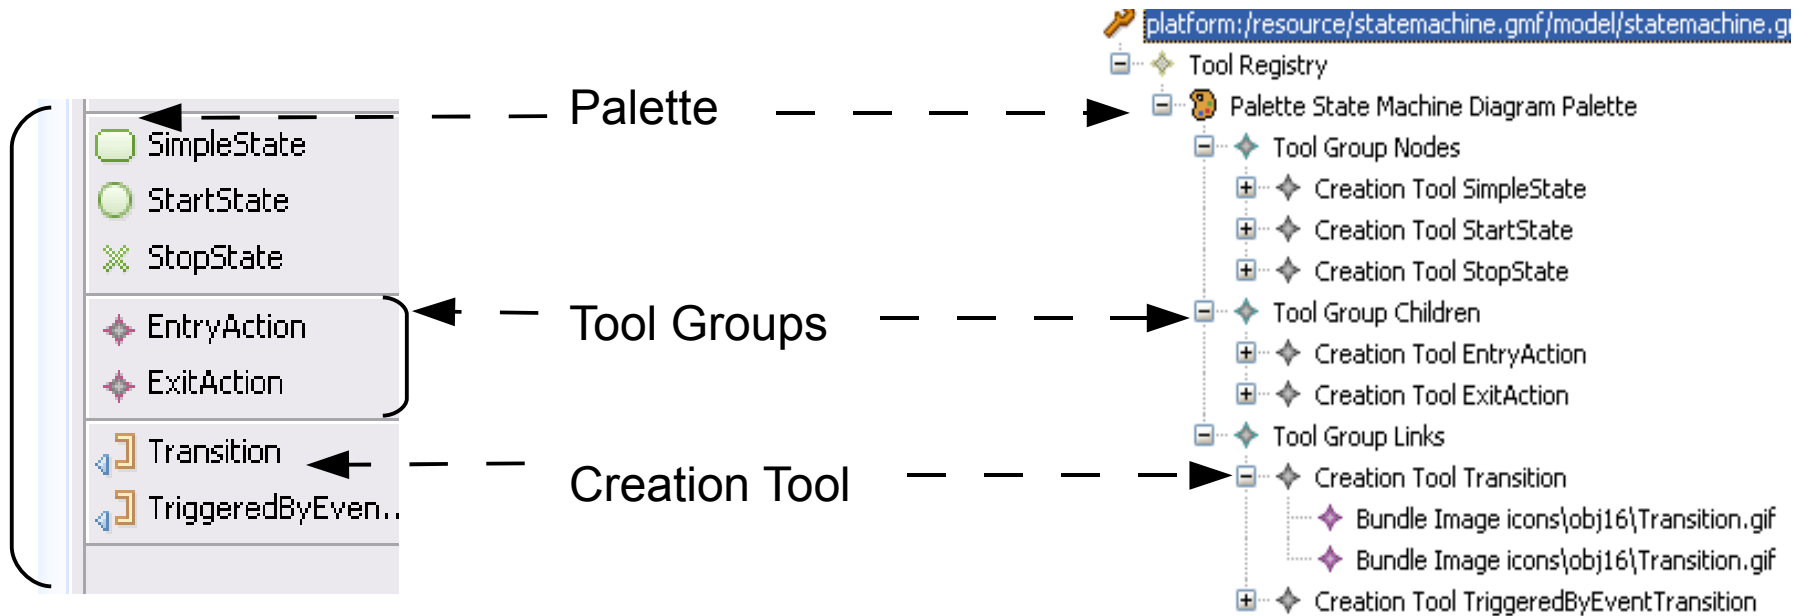 SimpleState
StartState
StopState
EntryAction
ExitAction
Transition
TriggeredByEven..
Palette
Tool Groups
Creation Tool
platform:/resource/statemachine.gmf/model/statemachine.g
Tool Registry
Palette State Machine Diagram Palette
Tool Group Nodes
Creation Tool SimpleState
Creation Tool StartState
Creation Tool StopState
Tool Group Children
Creation Tool EntryAction
Creation Tool ExitAction
Tool Group Links
Creation Tool Transition
Bundle Image icons\obj16\Transition.gif
Bundle Image icons\obj16\Transition.gif
Creation Tool TriggeredByEventTransition